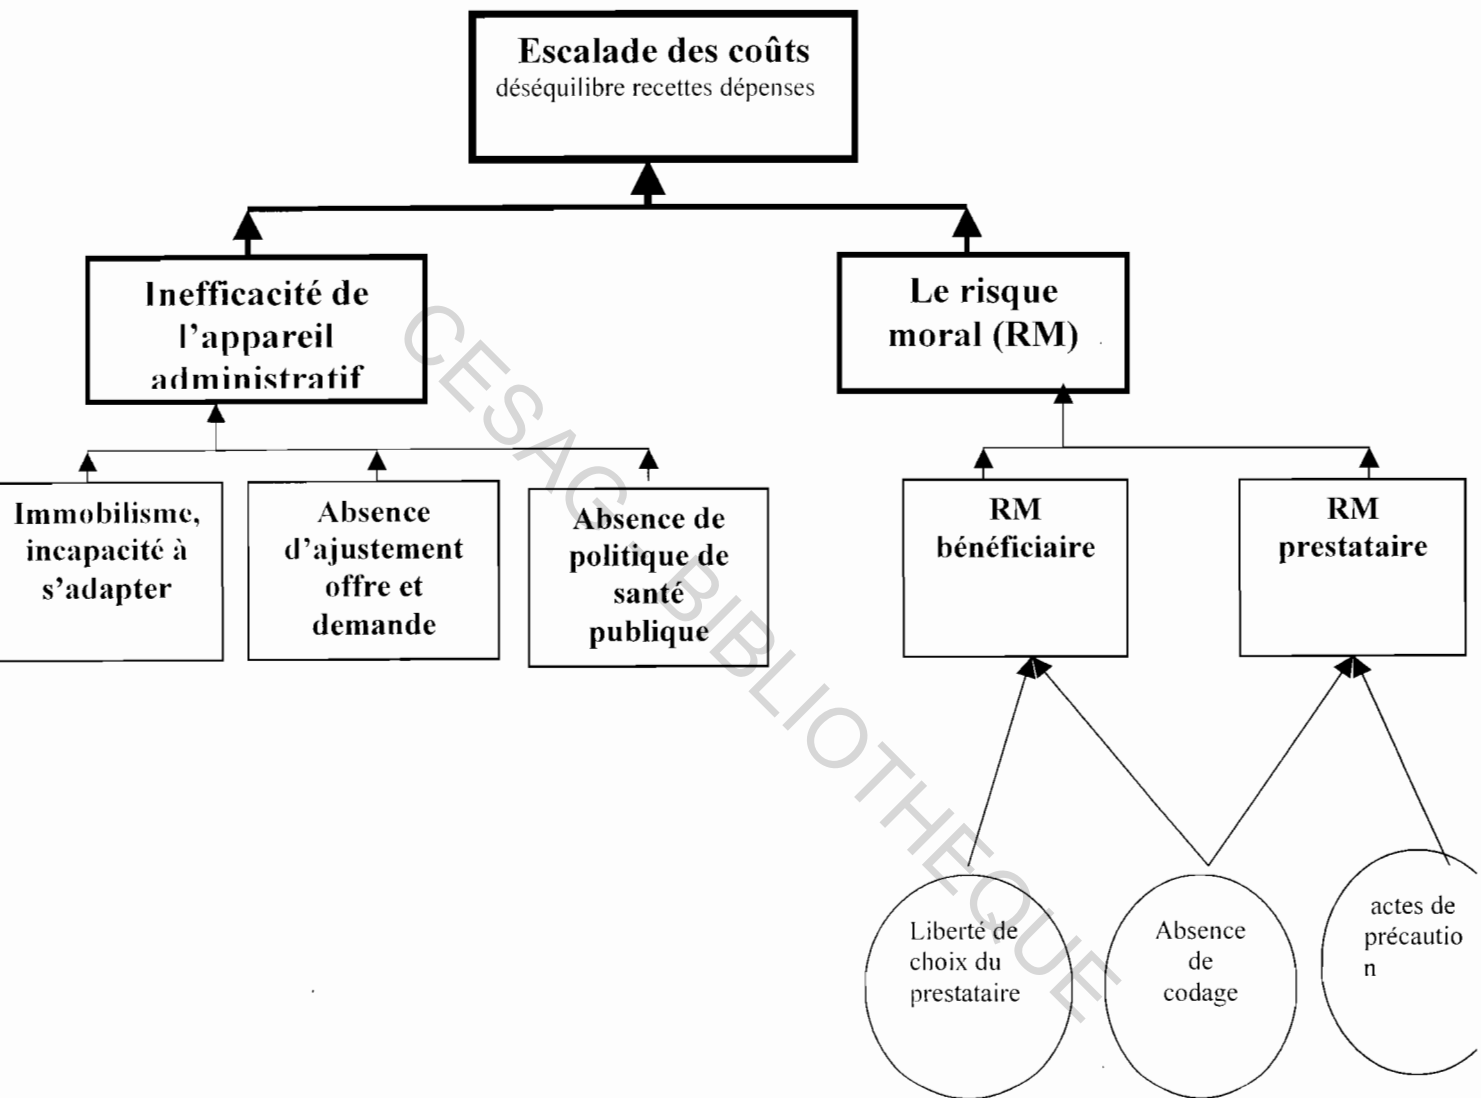 Escalade des coûts
déséquilibre recettes dépenses
Inefficacité de
l’appareil
administratif
Le risque
moral (RM)
Immobilisme,
incapacité à
s’adapter
Absence
d’ajustement
offre et
demande
Absence de
politique de
santé
publique
RM
bénéficiaire
RM
prestataire
Liberté de
choix du
prestataire
Absence
de
codage
actes de
précautio
n
CESAG - BIBLIOTHEQUE